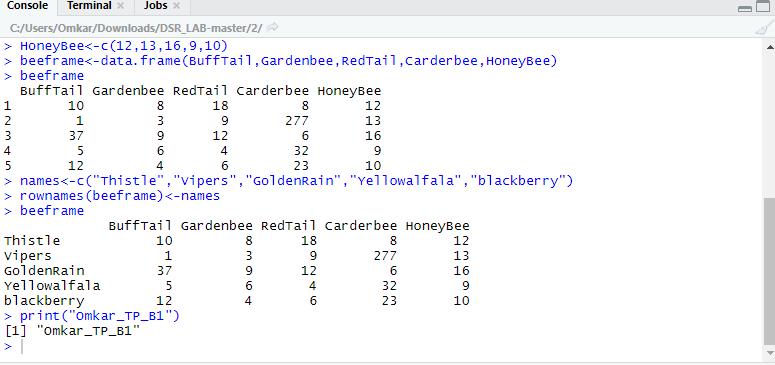 Console Terminal × Jobs ×
C:/Users/Omkar/Downloads/DSR_LAB-master/2/
> HoneyBee<-c(12,13,16,9,10)
> beeframe<-data.frame(BuffTail,Gardenbee,RedTail,Carderbee,HoneyBee)
> beeframe
  BuffTail Gardenbee RedTail Carderbee HoneyBee
1       10         8      18         8       12
2        1         3       9       277       13
3       37         9      12         6       16
4        5         6       4        32        9
5       12         4       6        23       10
> names<-c("Thistle","Vipers","GoldenRain","Yellowalfala","blackberry")
> rownames(beeframe)<-names
> beeframe
             BuffTail Gardenbee RedTail Carderbee HoneyBee
Thistle            10         8      18         8       12
Vipers              1         3       9       277       13
GoldenRain         37         9      12         6       16
Yellowalfala        5         6       4        32        9
blackberry         12         4       6        23       10
> print("Omkar_TP_B1")
[1] "Omkar_TP_B1"
>